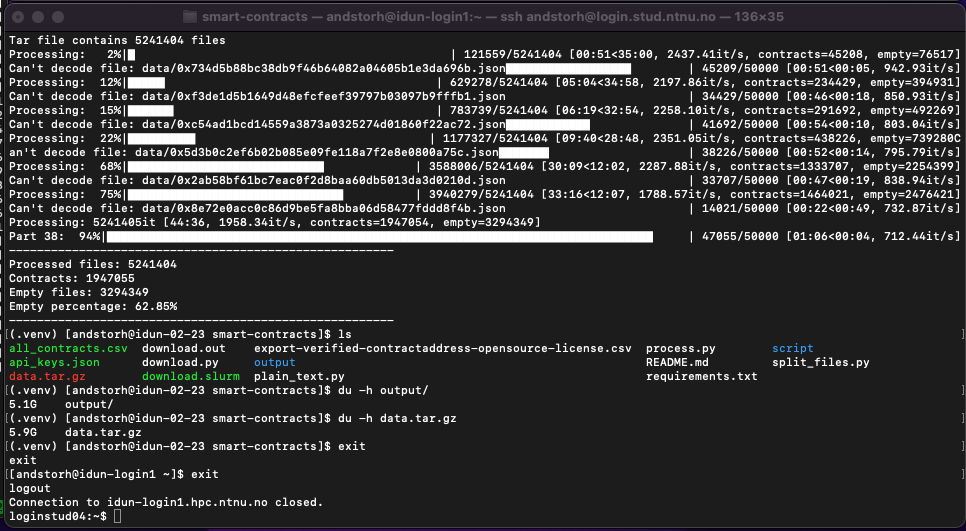 smart-contracts — andstorh@idun-login1:~ — ssh andstorh@login.stud.ntnu.no — 136×35
Tar file contains 5241404 files
Processing:   2%| | 121559/5241404 [00:51<35:00, 2437.41it/s, contracts=45208, empty=76517]
Can't decode file: data/0x734d5b88bc38db9f46b64082a04605b1e3da696b.json | 45209/50000 [00:51<00:05, 942.93it/s]
Processing:  12%| | 629278/5241404 [05:04<34:58, 2197.86it/s, contracts=234429, empty=394931]
Can't decode file: data/0xf3de1d5b1649d48efcfeef39797b03097b9fffb1.json | 34429/50000 [00:46<00:18, 850.93it/s]
Processing:  15%| | 783739/5241404 [06:19<32:54, 2258.10it/s, contracts=291692, empty=492269]
Can't decode file: data/0xc54ad1bcd14559a3873a0325274d01860f22ac72.json | 41692/50000 [00:54<00:10, 803.04it/s]
Processing:  22%| | 1177327/5241404 [09:40<28:48, 2351.05it/s, contracts=438226, empty=739280C
an't decode file: data/0x5d3b0c2ef6b02b085e09fe118a7f2e8e0800a75c.json | 38226/50000 [00:52<00:14, 795.79it/s]
Processing:  68%| | 3588006/5241404 [30:09<12:02, 2287.88it/s, contracts=1333707, empty=2254399]
Can't decode file: data/0x2ab58bf61bc7eac0f2d8baa60db5013da3d0210d.json | 33707/50000 [00:47<00:19, 838.94it/s]
Processing:  75%| | 3940279/5241404 [33:16<12:07, 1788.57it/s, contracts=1464021, empty=2476421]
Can't decode file: data/0x8e72e0acc0c86d9be5fa8bba06d58477fddd8f4b.json | 14021/50000 [00:22<00:49, 732.87it/s]
Processing: 5241405it [44:36, 1958.34it/s, contracts=1947054, empty=3294349]
Part 38:  94%| | 47055/50000 [01:06<00:04, 712.44it/s]
-------------------------------------------------------
Processed files: 5241404
Contracts: 1947055
Empty files: 3294349
Empty percentage: 62.85%
-------------------------------------------------------
[(.venv) [andstorh@idun-02-23 smart-contracts]$ ls ]
all_contracts.csv  download.out    export-verified-contractaddress-opensource-license.csv  process.py        script
api_keys.json      download.py     output                                                  README.md         split_files.py
data.tar.gz        download.slurm  plain_text.py                                           requirements.txt
[(.venv) [andstorh@idun-02-23 smart-contracts]$ du -h output/ ]
5.1G    output/
[(.venv) [andstorh@idun-02-23 smart-contracts]$ du -h data.tar.gz ]
5.9G    data.tar.gz
[(.venv) [andstorh@idun-02-23 smart-contracts]$ exit ]
exit
[[andstorh@idun-login1 ~]$ exit ]
logout
Connection to idun-login1.hpc.ntnu.no closed.
loginstud04:~$